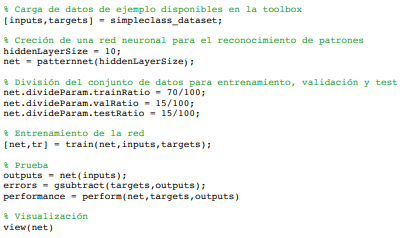 % Carga de datos de ejemplo disponibles en la toolbox
[inputs,targets] = simpleclass_dataset;
% Creción de una red neuronal para el reconocimiento de patrones
hiddenLayerSize = 10;
net = patternnet(hiddenLayerSize);
% División del conjunto de datos para entrenamiento, validación y test
net.divideParam.trainRatio = 70/100;
net.divideParam.valRatio = 15/100;
net.divideParam.testRatio = 15/100;
% Entrenamiento de la red
[net,tr] = train(net,inputs,targets);
% Prueba
outputs = net(inputs);
errors = gsubtract(targets,outputs);
performance = perform(net,targets,outputs)
% Visualización
view(net)